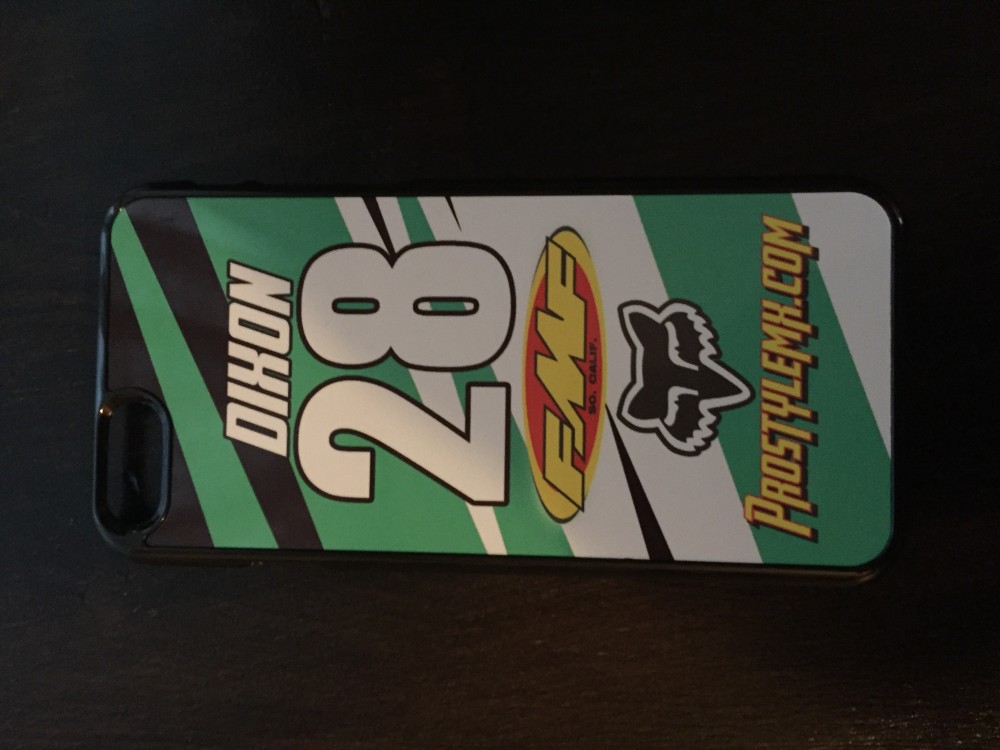 DIXON
28
FMF
SO. CALIF.
PROSTYLEMX.COM